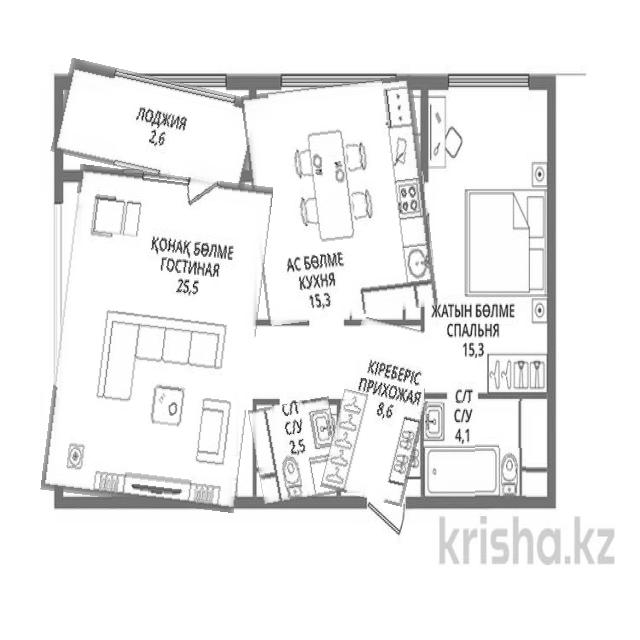 ЛОДЖИЯ
2,6
ҚОНАҚ БӨЛМЕ
ГОСТИНАЯ
25,5
АС БӨЛМЕ
КУХНЯ
15,3
ЖАТЫН БӨЛМЕ
СПАЛЬНЯ
15,3
КІРЕБЕРІС
ПРИХОЖАЯ
8,6
С/Т
С/У
2,5
С/Т
С/У
4,1
krisha.kz